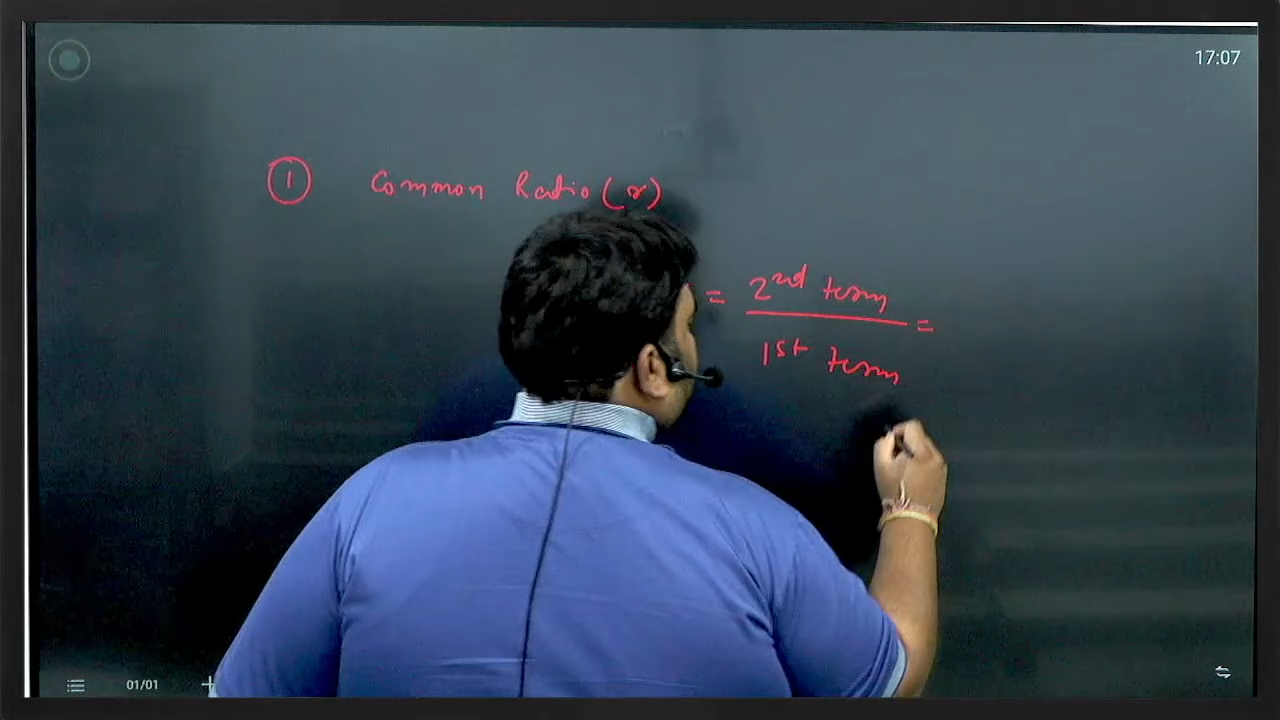 17:07
① Common Ratio (r)
= 2nd term =
1st term
01/01